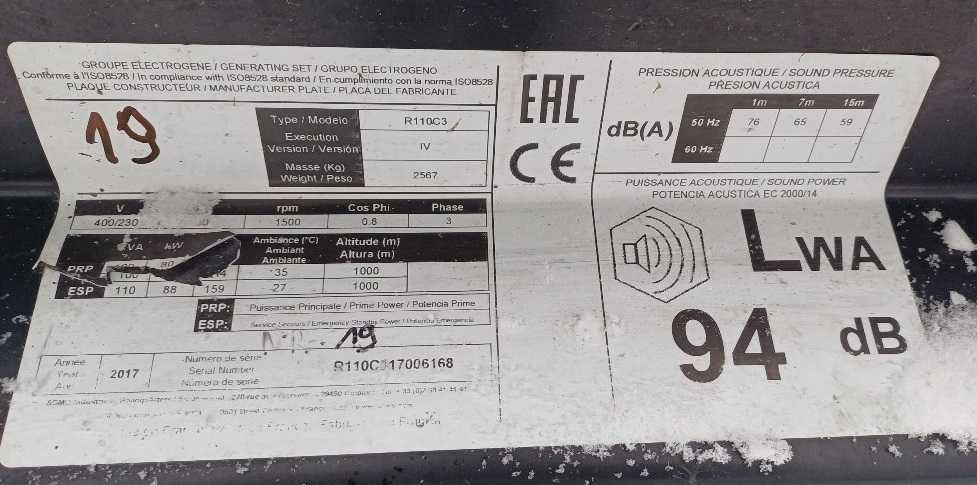 GROUPE ELECTROGENE / GENERATING SET / GRUPO ELECTROGENO
Conforme à l'ISO8528 / In compliance with ISO8528 standard / En cumplimiento con la norma ISO8528
PLAQUE CONSTRUCTEUR / MANUFACTURER PLATE / PLACA DEL FABRICANTE
19
Type / Modelo R110C3
Execution
Version / Versión IV
Masse (Kg)
Weight / Peso 2567
V rpm Cos Phi Phase
400/230 1500 0.8 3
kW Ambiance (°C) Altitude (m)
Ambiant Altura (m)
Ambiante
PRP 100 80 35 1000
ESP 110 88 159 27 1000
PRP: Puissance Principale / Prime Power / Potencia Prime
ESP: Service Secours / Emergency Standby Power / Potencia Emergencia
19
Année
Year 2017
Numero de série
Serial Number R110C317006168
Número de serie
EAC
CE
PRESSION ACOUSTIQUE / SOUND PRESSURE
PRESION ACUSTICA
dB(A)
1m 7m 15m
50 Hz 76 65 59
60 Hz
PUISSANCE ACOUSTIQUE / SOUND POWER
POTENCIA ACUSTICA EC 2000/14
LWA
94 dB